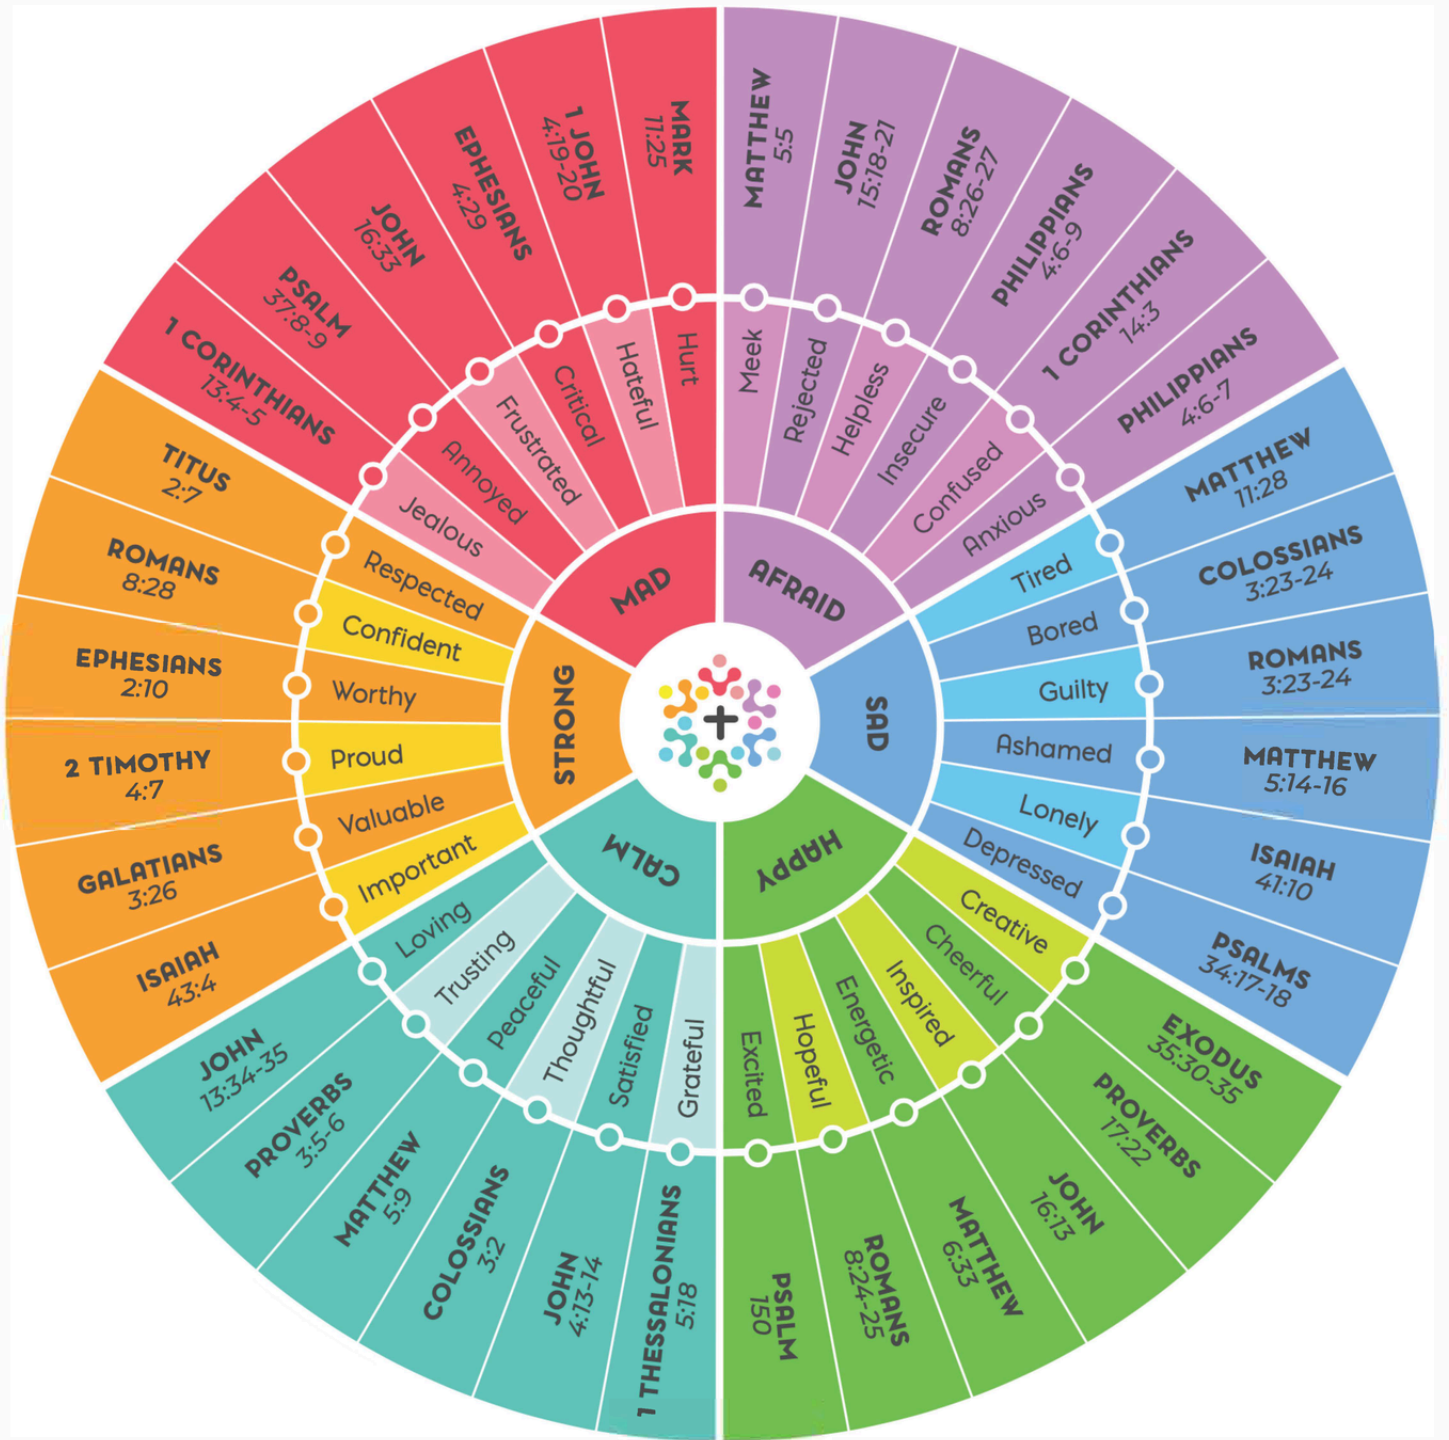 MAD
Hurt
MARK
11:25
Hateful
1 JOHN
4:19-20
Critical
EPHESIANS
4:29
Frustrated
JOHN
16:33
Annoyed
PSALM
37:8-9
Jealous
1 CORINTHIANS
13:4-5
AFRAID
Meek
MATTHEW
5:5
Rejected
JOHN
15:18-21
Helpless
ROMANS
8:26-27
Insecure
PHILIPPIANS
4:6-9
Confused
1 CORINTHIANS
14:3
Anxious
PHILIPPIANS
4:6-7
SAD
Tired
MATTHEW
11:28
Bored
COLOSSIANS
3:23-24
Guilty
ROMANS
3:23-24
Ashamed
MATTHEW
5:14-16
Lonely
ISAIAH
41:10
Depressed
PSALMS
34:17-18
HAPPY
Creative
EXODUS
35:30-35
Cheerful
PROVERBS
17:22
Inspired
JOHN
16:13
Energetic
MATTHEW
6:33
Hopeful
ROMANS
8:24-25
Excited
PSALM
150
CALM
Grateful
1 THESSALONIANS
5:18
Satisfied
JOHN
4:13-14
Thoughtful
COLOSSIANS
3:2
Peaceful
MATTHEW
5:9
Trusting
PROVERBS
3:5-6
Loving
JOHN
13:34-35
STRONG
Important
ISAIAH
43:4
Valuable
GALATIANS
3:26
Proud
2 TIMOTHY
4:7
Worthy
EPHESIANS
2:10
Confident
ROMANS
8:28
Respected
TITUS
2:7